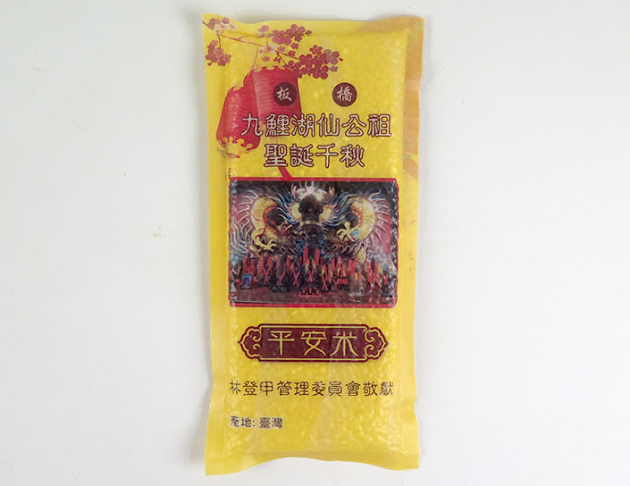 板橋
九鯉湖仙公祖
聖誕千秋
平安米
林登甲管理委員會敬獻
產地: 臺灣